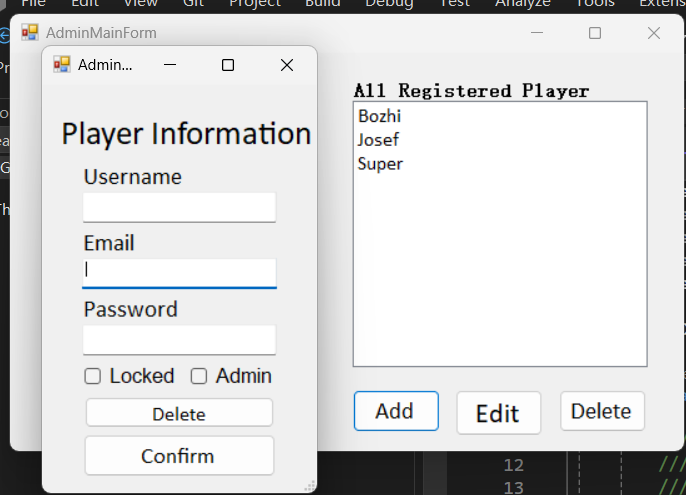 File Edit View Git Project Build Debug Test Analyze Tools Exten
AdminMainForm
Admin...
Player Information
Username
Email
Password
Locked Admin
Delete
Confirm
All Registered Player
Bozhi
Josef
Super
Add Edit Delete
12 ///
13 ///